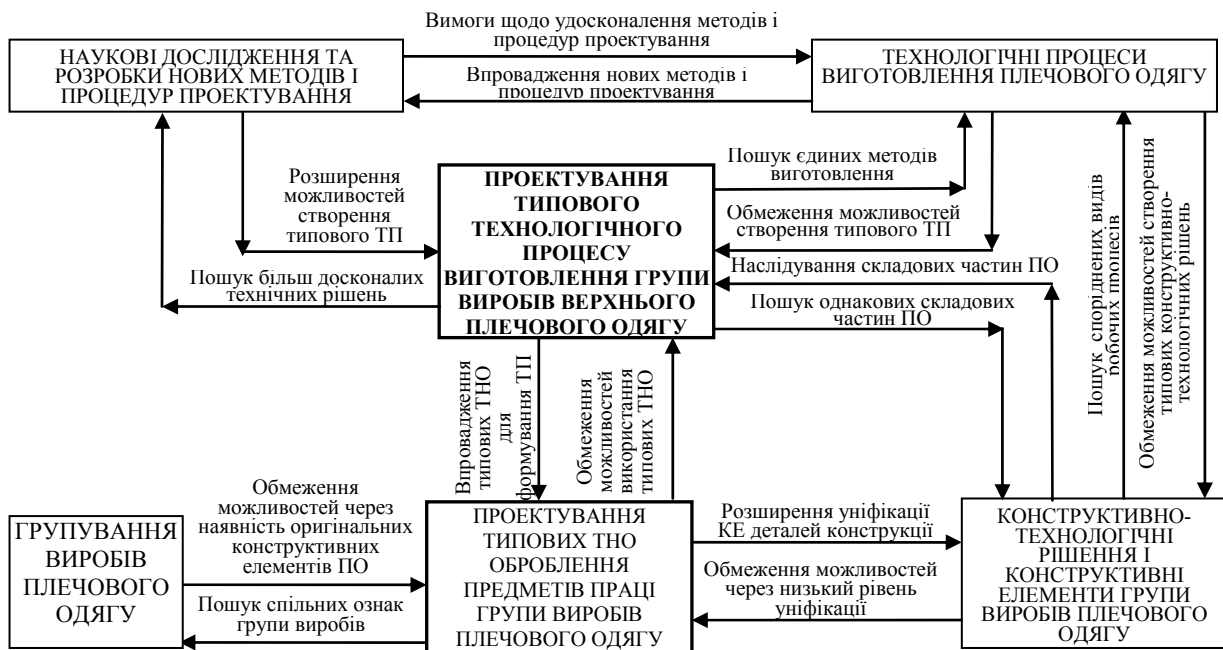 Вимоги щодо удосконалення методів і
процедур проектування
НАУКОВІ ДОСЛІДЖЕННЯ ТА
РОЗРОБКИ НОВИХ МЕТОДІВ І
ПРОЦЕДУР ПРОЕКТУВАННЯ
ТЕХНОЛОГІЧНІ ПРОЦЕСИ
ВИГОТОВЛЕННЯ ПЛЕЧОВОГО ОДЯГУ
Впровадження нових методів і
процедур проектування
Розширення
можливостей
створення
типового ТП
Пошук більш досконалих
технічних рішень
ПРОЕКТУВАННЯ
ТИПОВОГО
ТЕХНОЛОГІЧНОГО
ПРОЦЕСУ
ВИГОТОВЛЕННЯ ГРУПИ
ВИРОБІВ ВЕРХНЬОГО
ПЛЕЧОВОГО ОДЯГУ
Пошук єдиних методів
виготовлення
Обмеження можливостей
створення типового ТП
Наслідування складових частин ПО
Пошук однакових складових
частин ПО
Пошук споріднених видів
робочих процесів
Обмеження можливостей створення
типових конструктивно-
технологічних рішень
Впровадження
типових ТНО
для
формування ТП
Обмеження
можливостей
використання
типових ТНО
ГРУПУВАННЯ
ВИРОБІВ
ПЛЕЧОВОГО
ОДЯГУ
Обмеження
можливостей через
наявність оригінальних
конструктивних
елементів ПО
Пошук спільних ознак
групи виробів
ПРОЕКТУВАННЯ
ТИПОВИХ ТНО
ОБРОБЛЕННЯ
ПРЕДМЕТІВ ПРАЦІ
ГРУПИ ВИРОБІВ
ПЛЕЧОВОГО ОДЯГУ
Розширення уніфікації
КЕ деталей конструкції
Обмеження можливостей
через низький рівень
уніфікації
КОНСТРУКТИВНО-
ТЕХНОЛОГІЧНІ
РІШЕННЯ І
КОНСТРУКТИВНІ
ЕЛЕМЕНТИ ГРУПИ
ВИРОБІВ ПЛЕЧОВОГО
ОДЯГУ